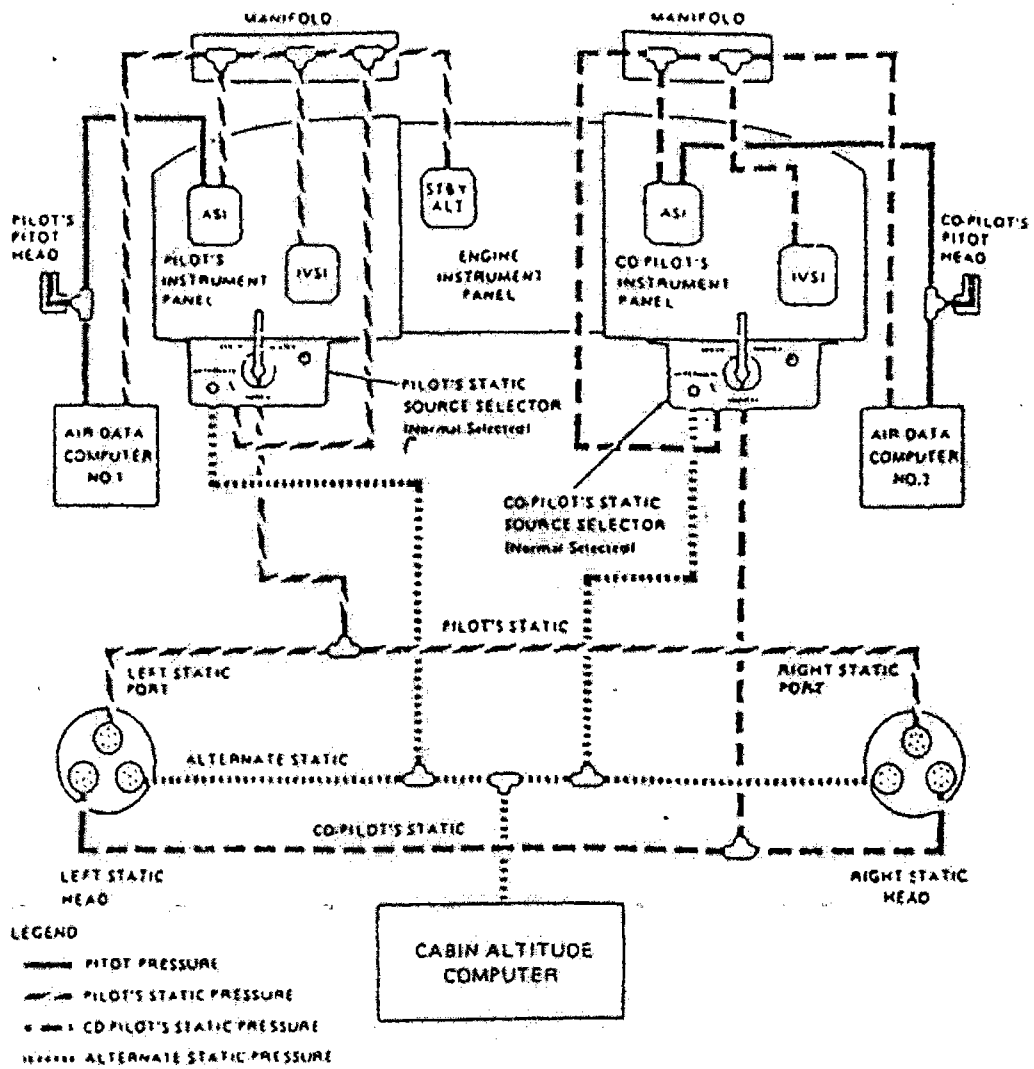 MANIFOLD
MANIFOLD
PILOT'S
PITOT
HEAD
ASI
PILOT'S
INSTRUMENT
PANEL
IVSI
STBY
ALT
ENGINE
INSTRUMENT
PANEL
ASI
CO-PILOT'S
INSTRUMENT
PANEL
IVSI
CO-PILOT'S
PITOT
HEAD
AIR DATA
COMPUTER
NO.1
PILOT'S STATIC
SOURCE SELECTOR
(Normal Selected)
CO-PILOT'S STATIC
SOURCE SELECTOR
(Normal Selected)
AIR DATA
COMPUTER
NO.2
PILOT'S STATIC
LEFT STATIC
PORT
RIGHT STATIC
PORT
ALTERNATE STATIC
CO-PILOT'S STATIC
LEFT STATIC
HEAD
RIGHT STATIC
HEAD
CABIN ALTITUDE
COMPUTER
LEGEND
PITOT PRESSURE
PILOT'S STATIC PRESSURE
CO-PILOT'S STATIC PRESSURE
ALTERNATE STATIC PRESSURE